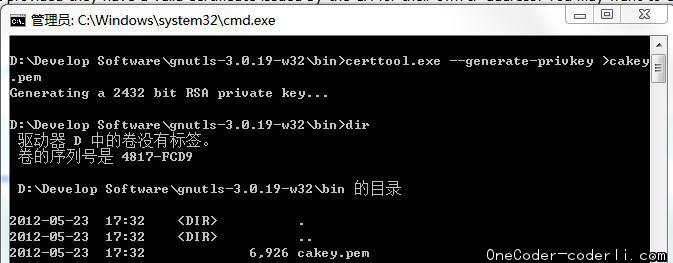 管理员: C:\Windows\system32\cmd.exe
D:\Develop Software\gnutls-3.0.19-w32\bin>certtool.exe --generate-privkey >cakey
.pem
Generating a 2432 bit RSA private key...
D:\Develop Software\gnutls-3.0.19-w32\bin>dir
驱动器 D 中的卷没有标签。
卷的序列号是 4817-FCD9
D:\Develop Software\gnutls-3.0.19-w32\bin 的目录
2012-05-23  17:32    <DIR>          .
2012-05-23  17:32    <DIR>          ..
2012-05-23  17:32             6,926 cakey.pem
OneCoder-coderli.com